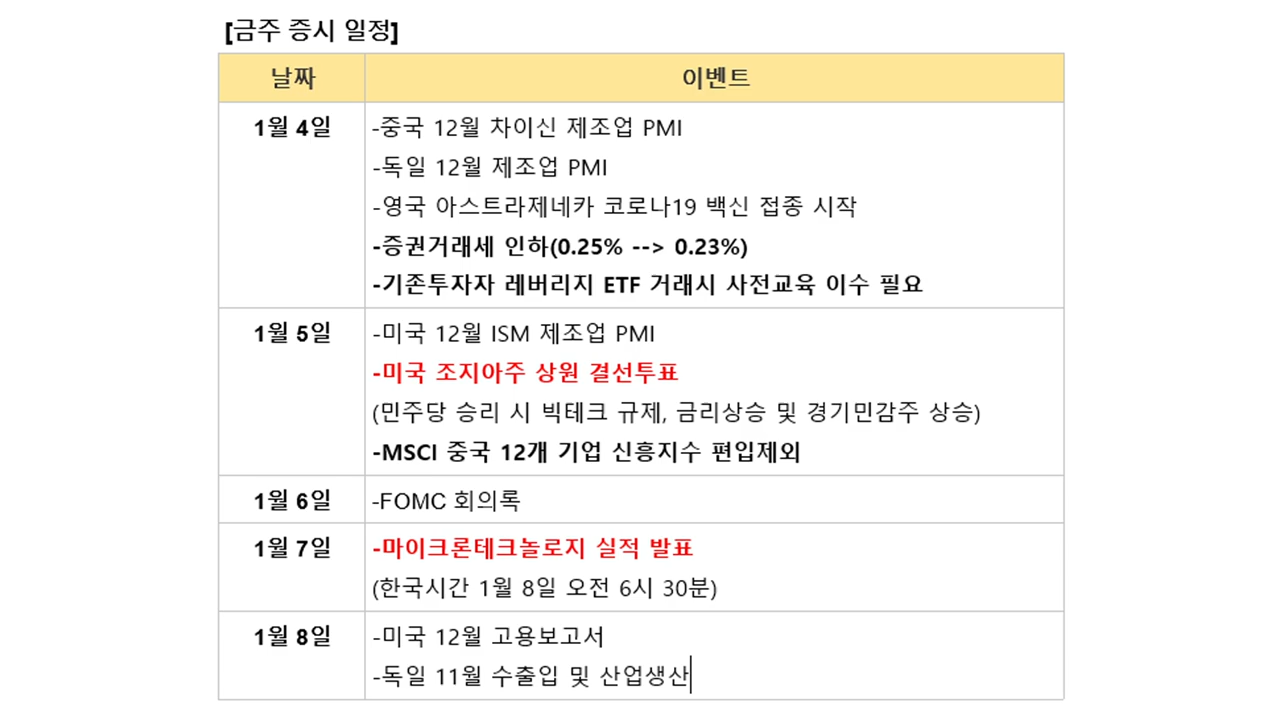 [금주 증시 일정]
날짜 이벤트
1월 4일 -중국 12월 차이신 제조업 PMI
-독일 12월 제조업 PMI
-영국 아스트라제네카 코로나19 백신 접종 시작
-증권거래세 인하(0.25% --> 0.23%)
-기존투자자 레버리지 ETF 거래시 사전교육 이수 필요
1월 5일 -미국 12월 ISM 제조업 PMI
-미국 조지아주 상원 결선투표
(민주당 승리 시 빅테크 규제, 금리상승 및 경기민감주 상승)
-MSCI 중국 12개 기업 신흥지수 편입제외
1월 6일 -FOMC 회의록
1월 7일 -마이크론테크놀로지 실적 발표
(한국시간 1월 8일 오전 6시 30분)
1월 8일 -미국 12월 고용보고서
-독일 11월 수출입 및 산업생산